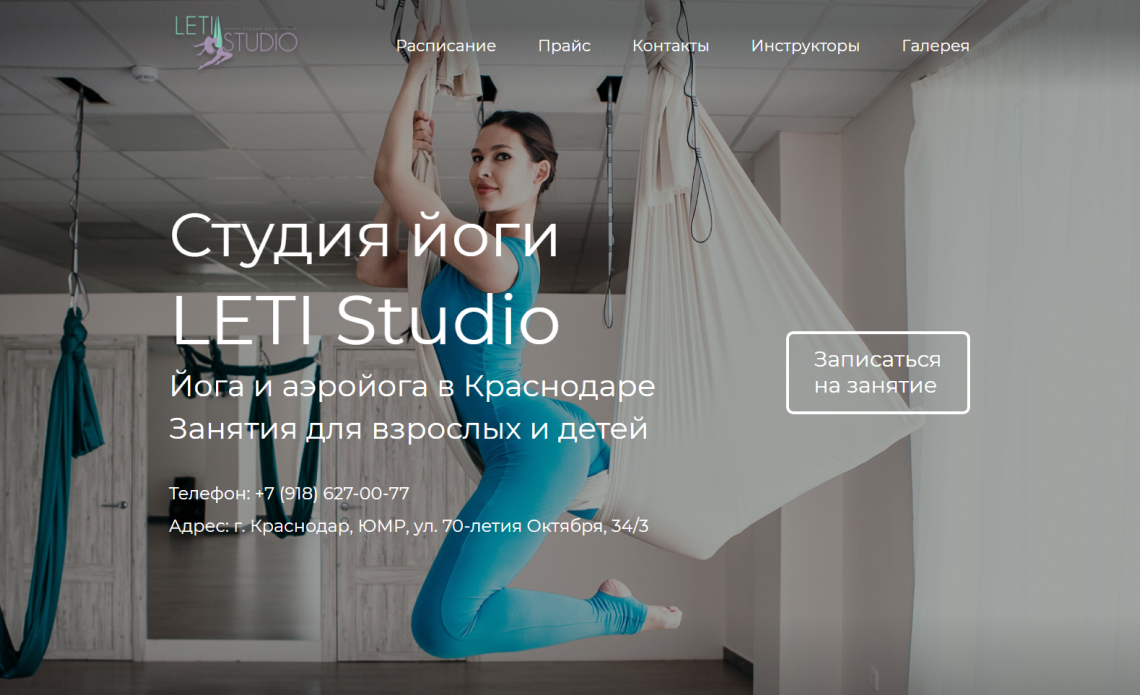 LETI
STUDIO
Расписание
Прайс
Контакты
Инструкторы
Галерея
Студия йоги
LETI Studio
Йога и аэройога в Краснодаре
Занятия для взрослых и детей
Записаться
на занятие
Телефон: +7 (918) 627-00-77
Адрес: г. Краснодар, ЮМР, ул. 70-летия Октября, 34/3